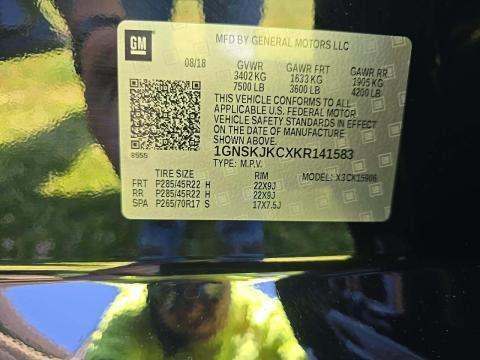 GM
MFD BY GENERAL MOTORS LLC
08/18 GVWR GAWR FRT GAWR RR
3402 KG 1633 KG 1905 KG
7500 LB 3600 LB 4200 LB
THIS VEHICLE CONFORMS TO ALL
APPLICABLE U.S. FEDERAL MOTOR
VEHICLE SAFETY STANDARDS IN EFFECT
ON THE DATE OF MANUFACTURE
SHOWN ABOVE.
8555
1GNSKJKCXKR141583
TYPE: M.P.V. MODEL: X3CK15906
TIRE SIZE RIM
FRT P285/45R22 H 22X9J
RR P285/45R22 H 22X9J
SPA P265/70R17 S 17X7.5J